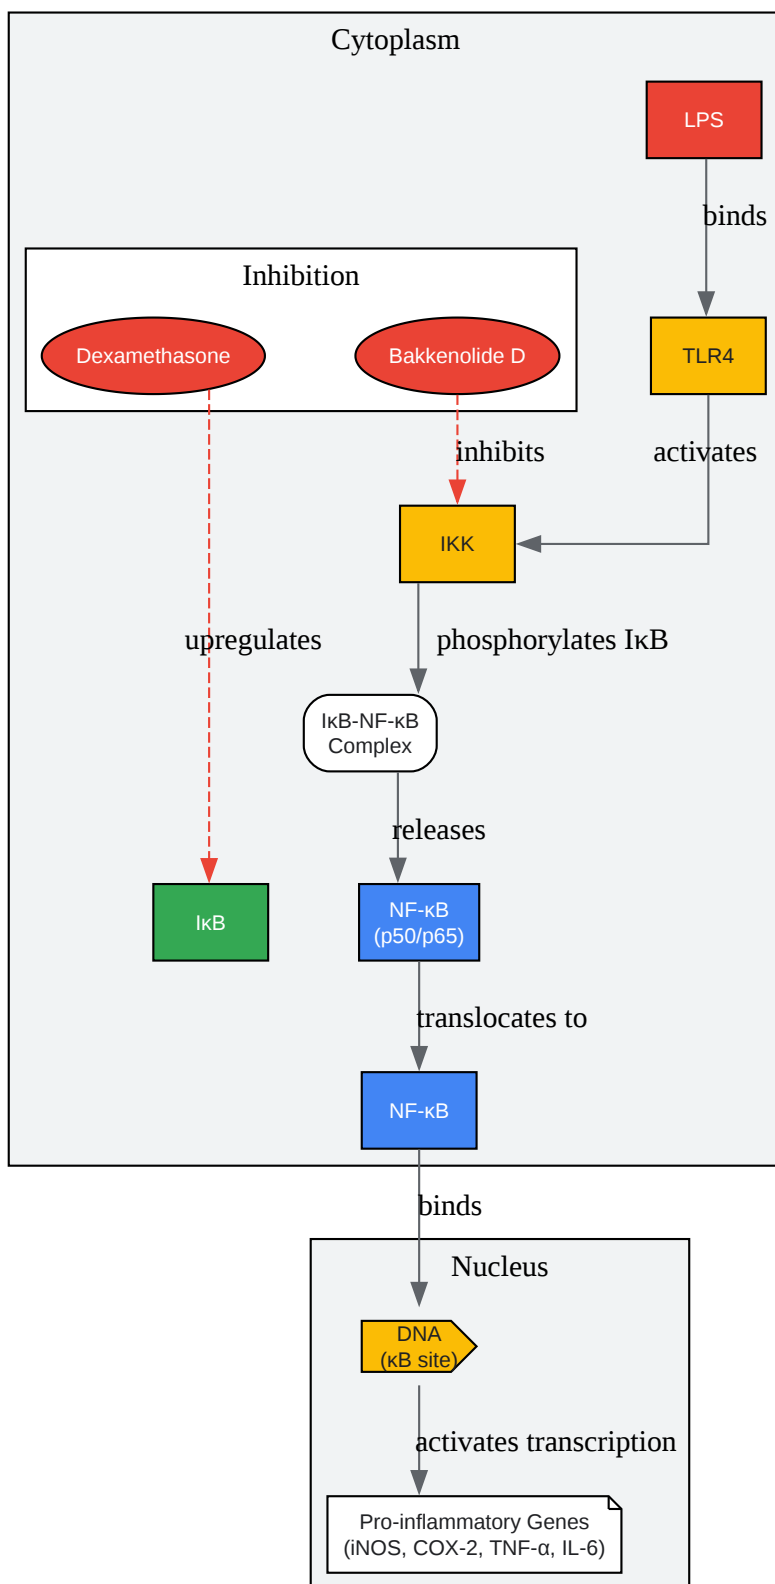 Cytoplasm
LPS
binds
Inhibition
Dexamethasone
Bakkenolide D
TLR4
inhibits
activates
IKK
upregulates
phosphorylates IκB
IκB-NF-κB
Complex
releases
IκB
NF-κB
(p50/p65)
translocates to
NF-κB
binds
Nucleus
DNA
(κB site)
activates transcription
Pro-inflammatory Genes
(iNOS, COX-2, TNF-α, IL-6)